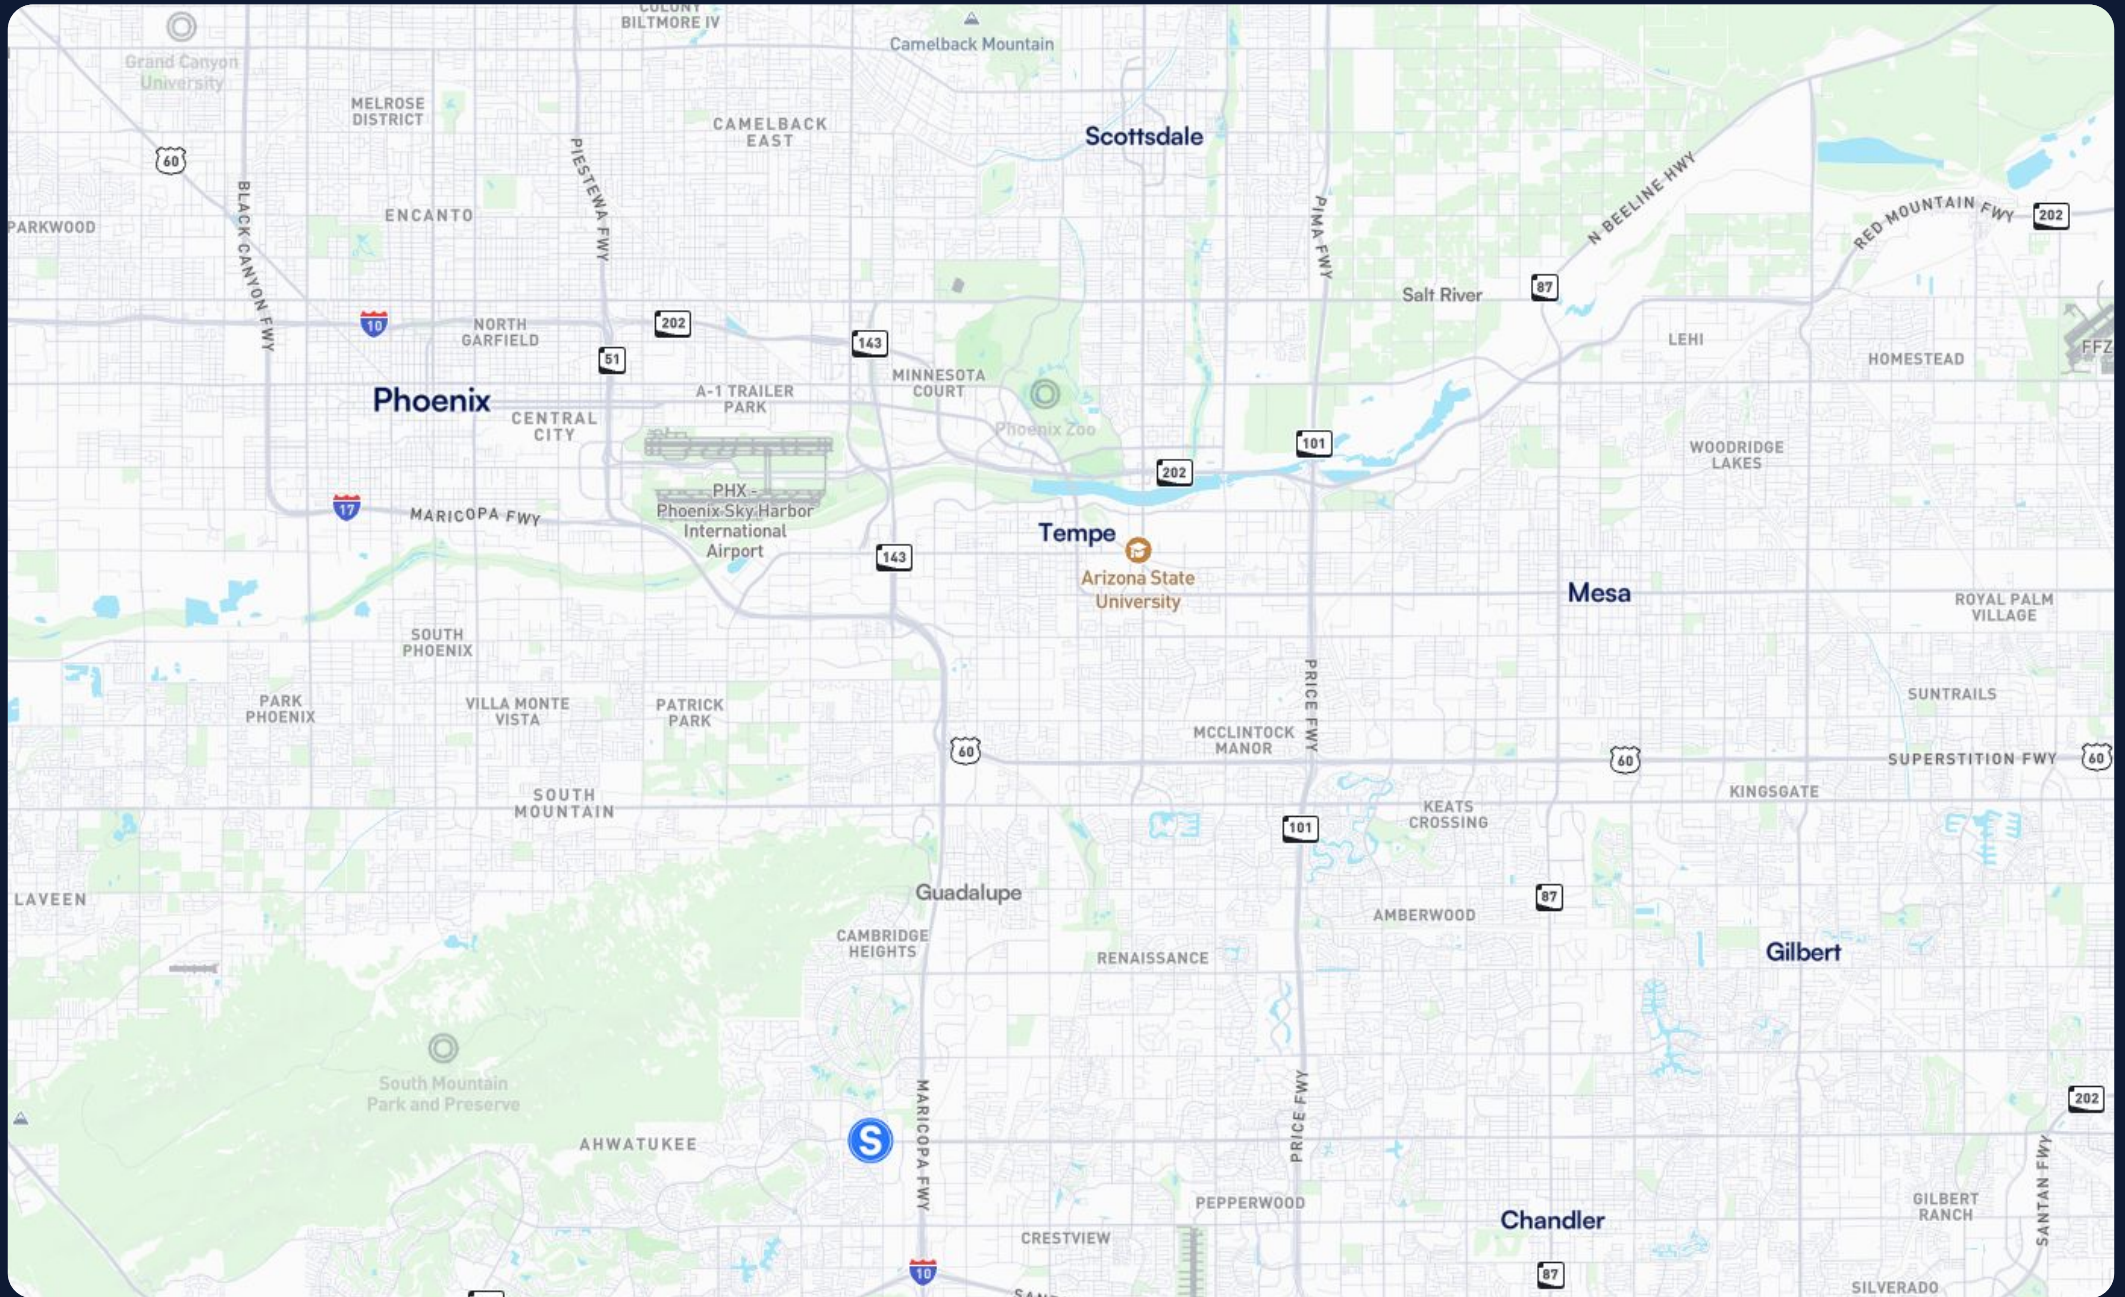 COLONY
BILTMORE IV
Camelback Mountain
Grand Canyon
University
MELROSE
DISTRICT
CAMELBACK
EAST
Scottsdale
60
PIESTEWA FWY
BLACK CANYON FWY
ENCANTO
PARKWOOD
PIMA FWY
N BEELINE HWY
RED MOUNTAIN FWY
202
Salt River
87
10
NORTH
GARFIELD
202
51
143
LEHI
HOMESTEAD
FFZ
MINNESOTA
COURT
A-1 TRAILER
PARK
Phoenix
CENTRAL
CITY
Phoenix Zoo
101
WOODRIDGE
LAKES
202
17
MARICOPA FWY
PHX -
Phoenix Sky Harbor
International
Airport
Tempe
143
Arizona State
University
Mesa
ROYAL PALM
VILLAGE
SOUTH
PHOENIX
PARK
PHOENIX
VILLA MONTE
VISTA
PATRICK
PARK
PRICE FWY
SUNTRAILS
MCCLINTOCK
MANOR
60
60
SUPERSTITION FWY
60
SOUTH
MOUNTAIN
KINGSGATE
KEATS
CROSSING
101
LAVEEN
Guadalupe
87
AMBERWOOD
CAMBRIDGE
HEIGHTS
RENAISSANCE
Gilbert
South Mountain
Park and Preserve
MARICOPA FWY
PRICE FWY
202
AHWATUKEE
S
SANTAN FWY
PEPPERWOOD
Chandler
GILBERT
RANCH
CRESTVIEW
10
87
SILVERADO